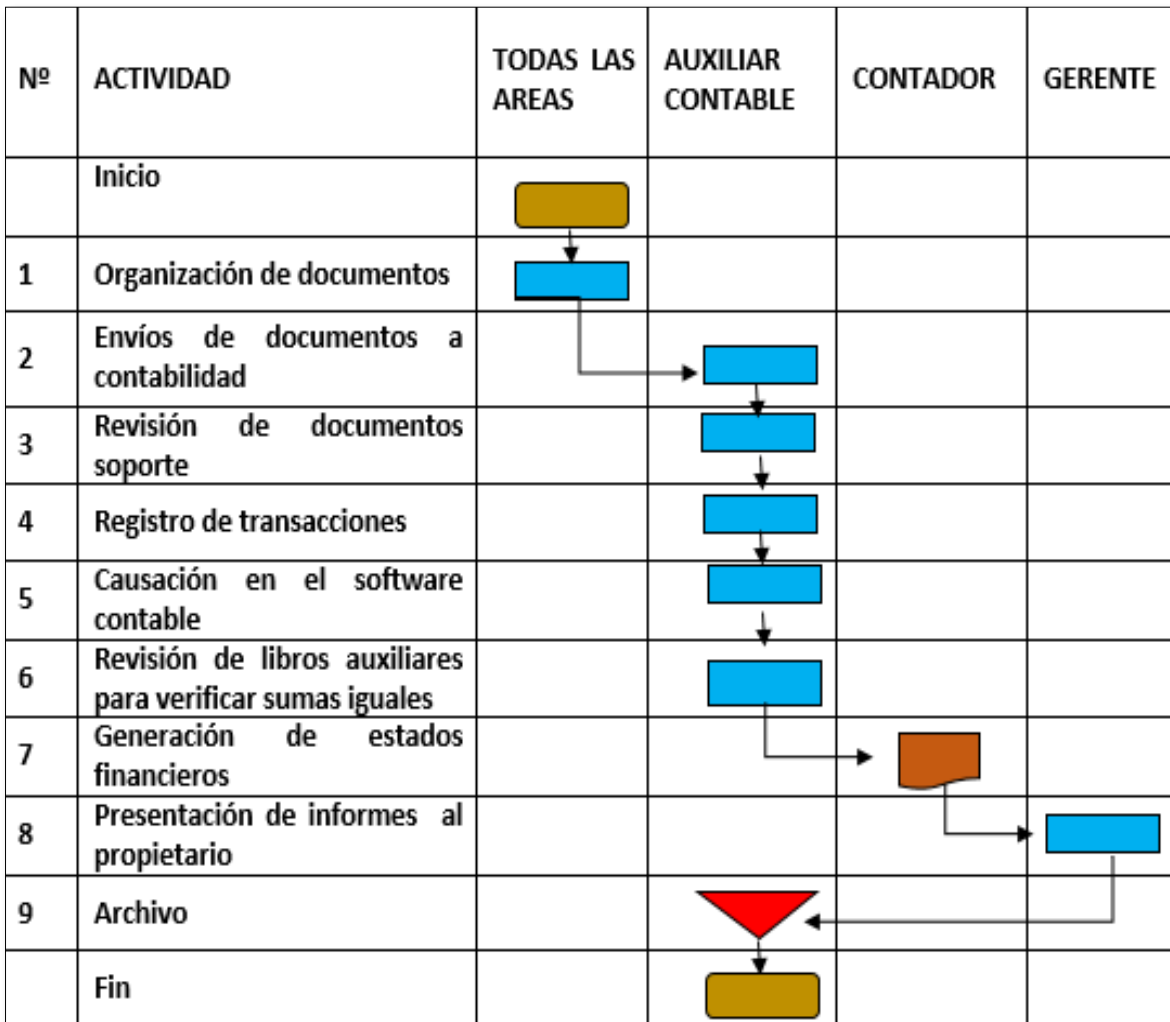 Nº ACTIVIDAD TODAS LAS AREAS AUXILIAR CONTABLE CONTADOR GERENTE
Inicio
1 Organización de documentos
2 Envíos de documentos a
contabilidad
3 Revisión de documentos
soporte
4 Registro de transacciones
5 Causación en el software
contable
6 Revisión de libros auxiliares
para verificar sumas iguales
7 Generación de estados
financieros
8 Presentación de informes al
propietario
9 Archivo
Fin